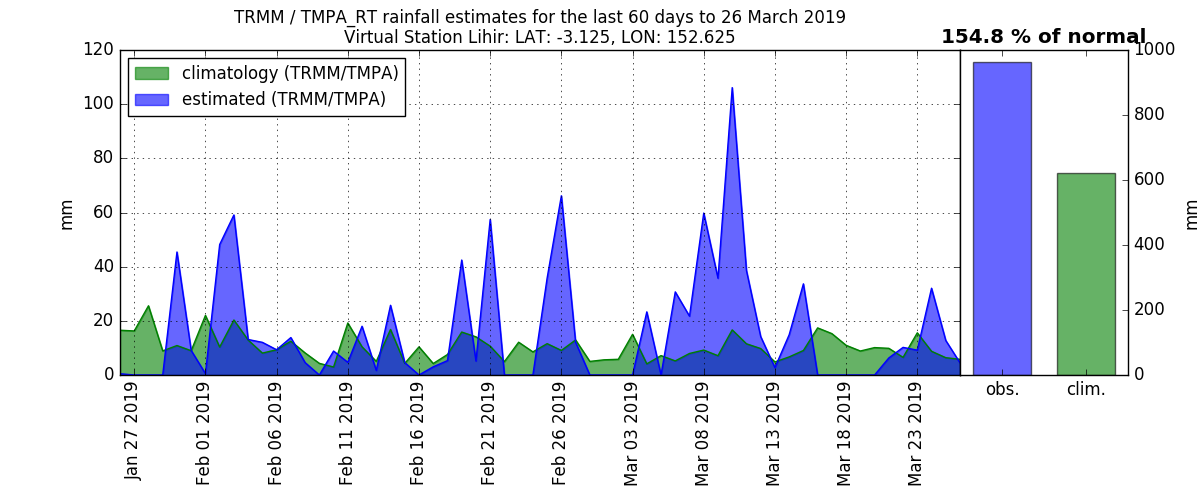 TRMM / TMPA_RT rainfall estimates for the last 60 days to 26 March 2019
Virtual Station Lihir: LAT: -3.125, LON: 152.625
154.8 % of normal
climatology (TRMM/TMPA)
estimated (TRMM/TMPA)
mm
120
100
80
60
40
20
0
Jan 27 2019
Feb 01 2019
Feb 06 2019
Feb 11 2019
Feb 16 2019
Feb 21 2019
Feb 26 2019
Mar 03 2019
Mar 08 2019
Mar 13 2019
Mar 18 2019
Mar 23 2019
obs.
clim.
1000
800
600
400
200
0
mm